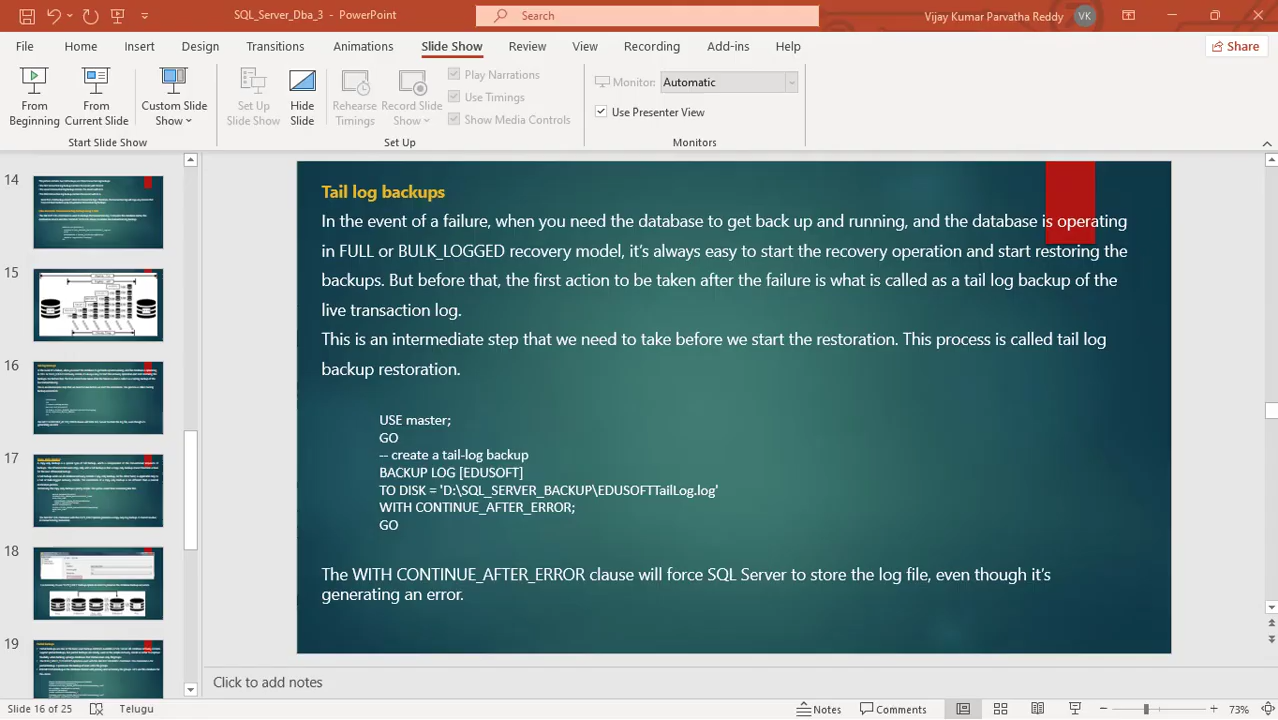 SQL_Server_Dba_3 - PowerPoint
Search
Vijay Kumar Parvatha Reddy
VK
File Home Insert Design Transitions Animations Slide Show Review View Recording Add-ins Help
Share
From Beginning
From Current Slide
Custom Slide Show
Start Slide Show
Set Up Slide Show
Hide Slide
Rehearse Timings
Record Slide Show
Play Narrations
Use Timings
Show Media Controls
Set Up
Monitor: Automatic
Use Presenter View
Monitors
14
15
16
17
18
19
Tail log backups
In the event of a failure, when you need the database to get backup and running, and the database is operating
in FULL or BULK_LOGGED recovery model, it's always easy to start the recovery operation and start restoring the
backups. But before that, the first action to be taken after the failure is what is called as a tail log backup of the
live transaction log.
This is an intermediate step that we need to take before we start the restoration. This process is called tail log
backup restoration.
USE master;
GO
-- create a tail-log backup
BACKUP LOG [EDUSOFT]
TO DISK = 'D:\SQL_SERVER_BACKUP\EDUSOFTTailLog.log'
WITH CONTINUE_AFTER_ERROR;
GO
The WITH CONTINUE_AFTER_ERROR clause will force SQL Server to store the log file, even though it's
generating an error.
Click to add notes
Slide 16 of 25
Telugu
Notes
Comments
73%